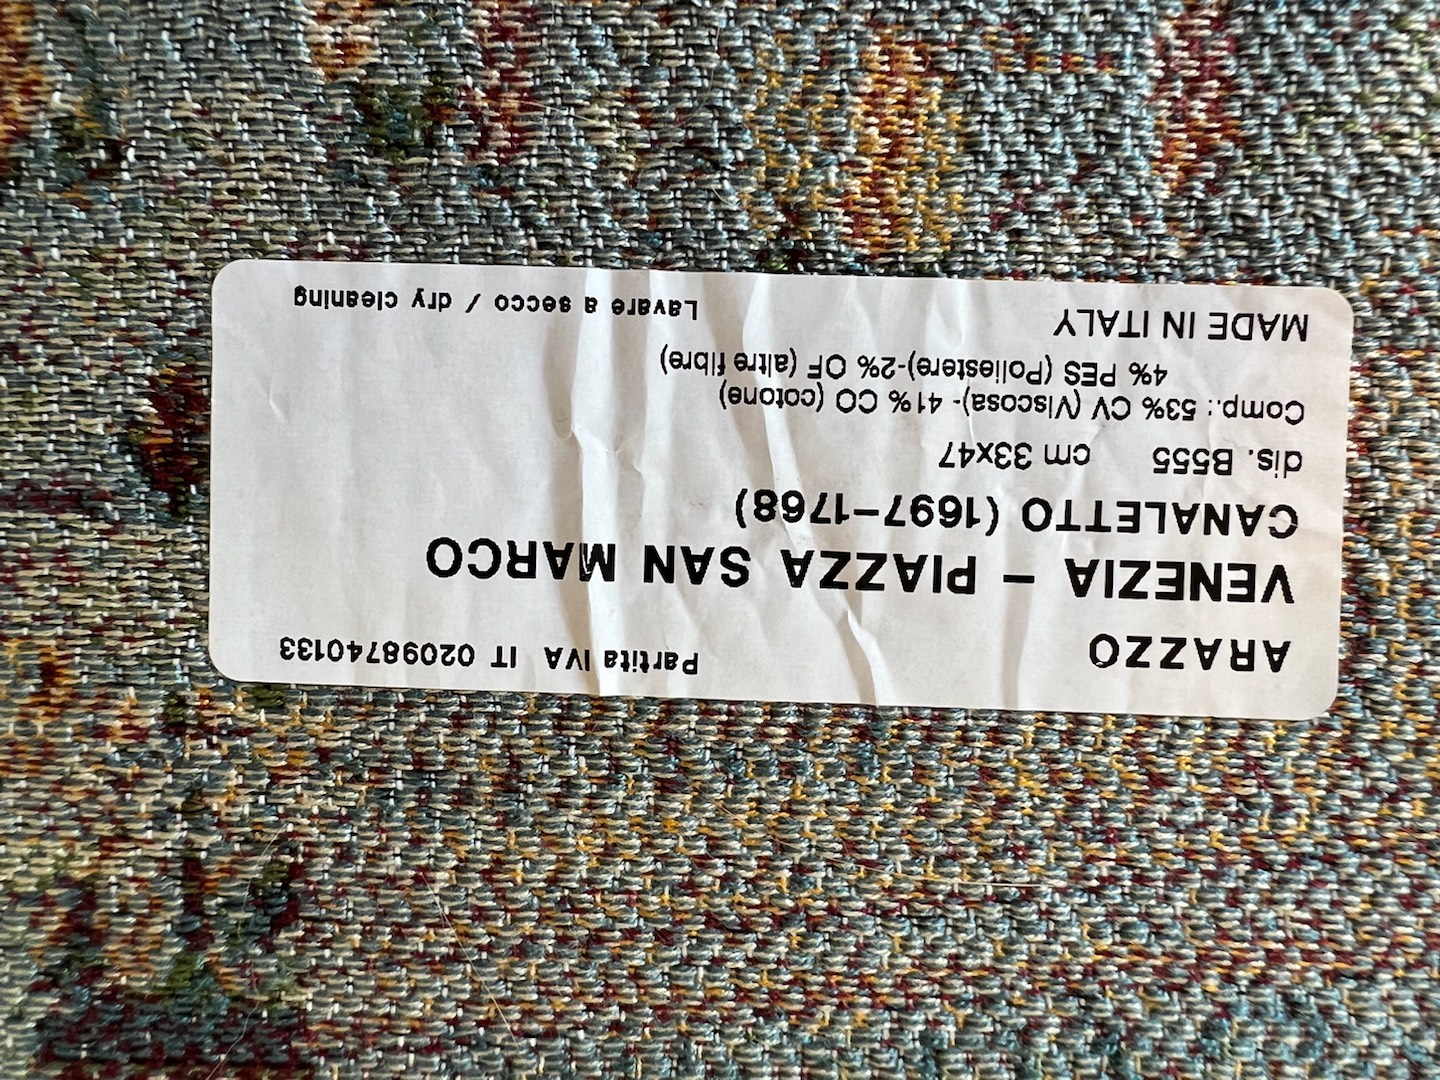 ARAZZO Partita IVA IT 02098740133
VENEZIA – PIAZZA SAN MARCO
CANALETTO (1697–1768)
dis. B555 cm 33x47
Comp.: 53% CV (Viscosa)- 41% CO (cotone)
4% PES (Poliestere)-2% OF (altre fibre)
MADE IN ITALY Lavare a secco / dry cleaning